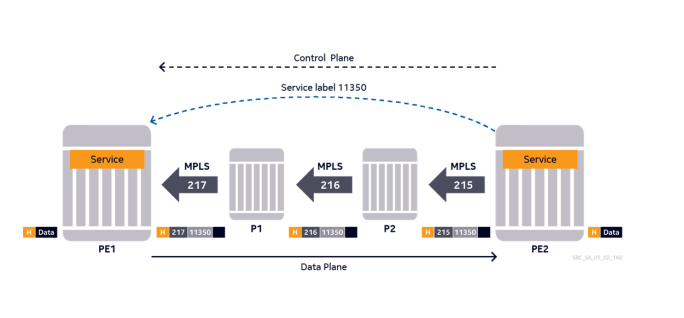 Control Plane
Service label 11350
Service
Service
MPLS
MPLS
MPLS
217
216
215
P1
P2
H Data
H 217 11350
H 216 11350
H 215 11350
H Data
PE1
PE2
Data Plane
SRC_SA_01_02_160